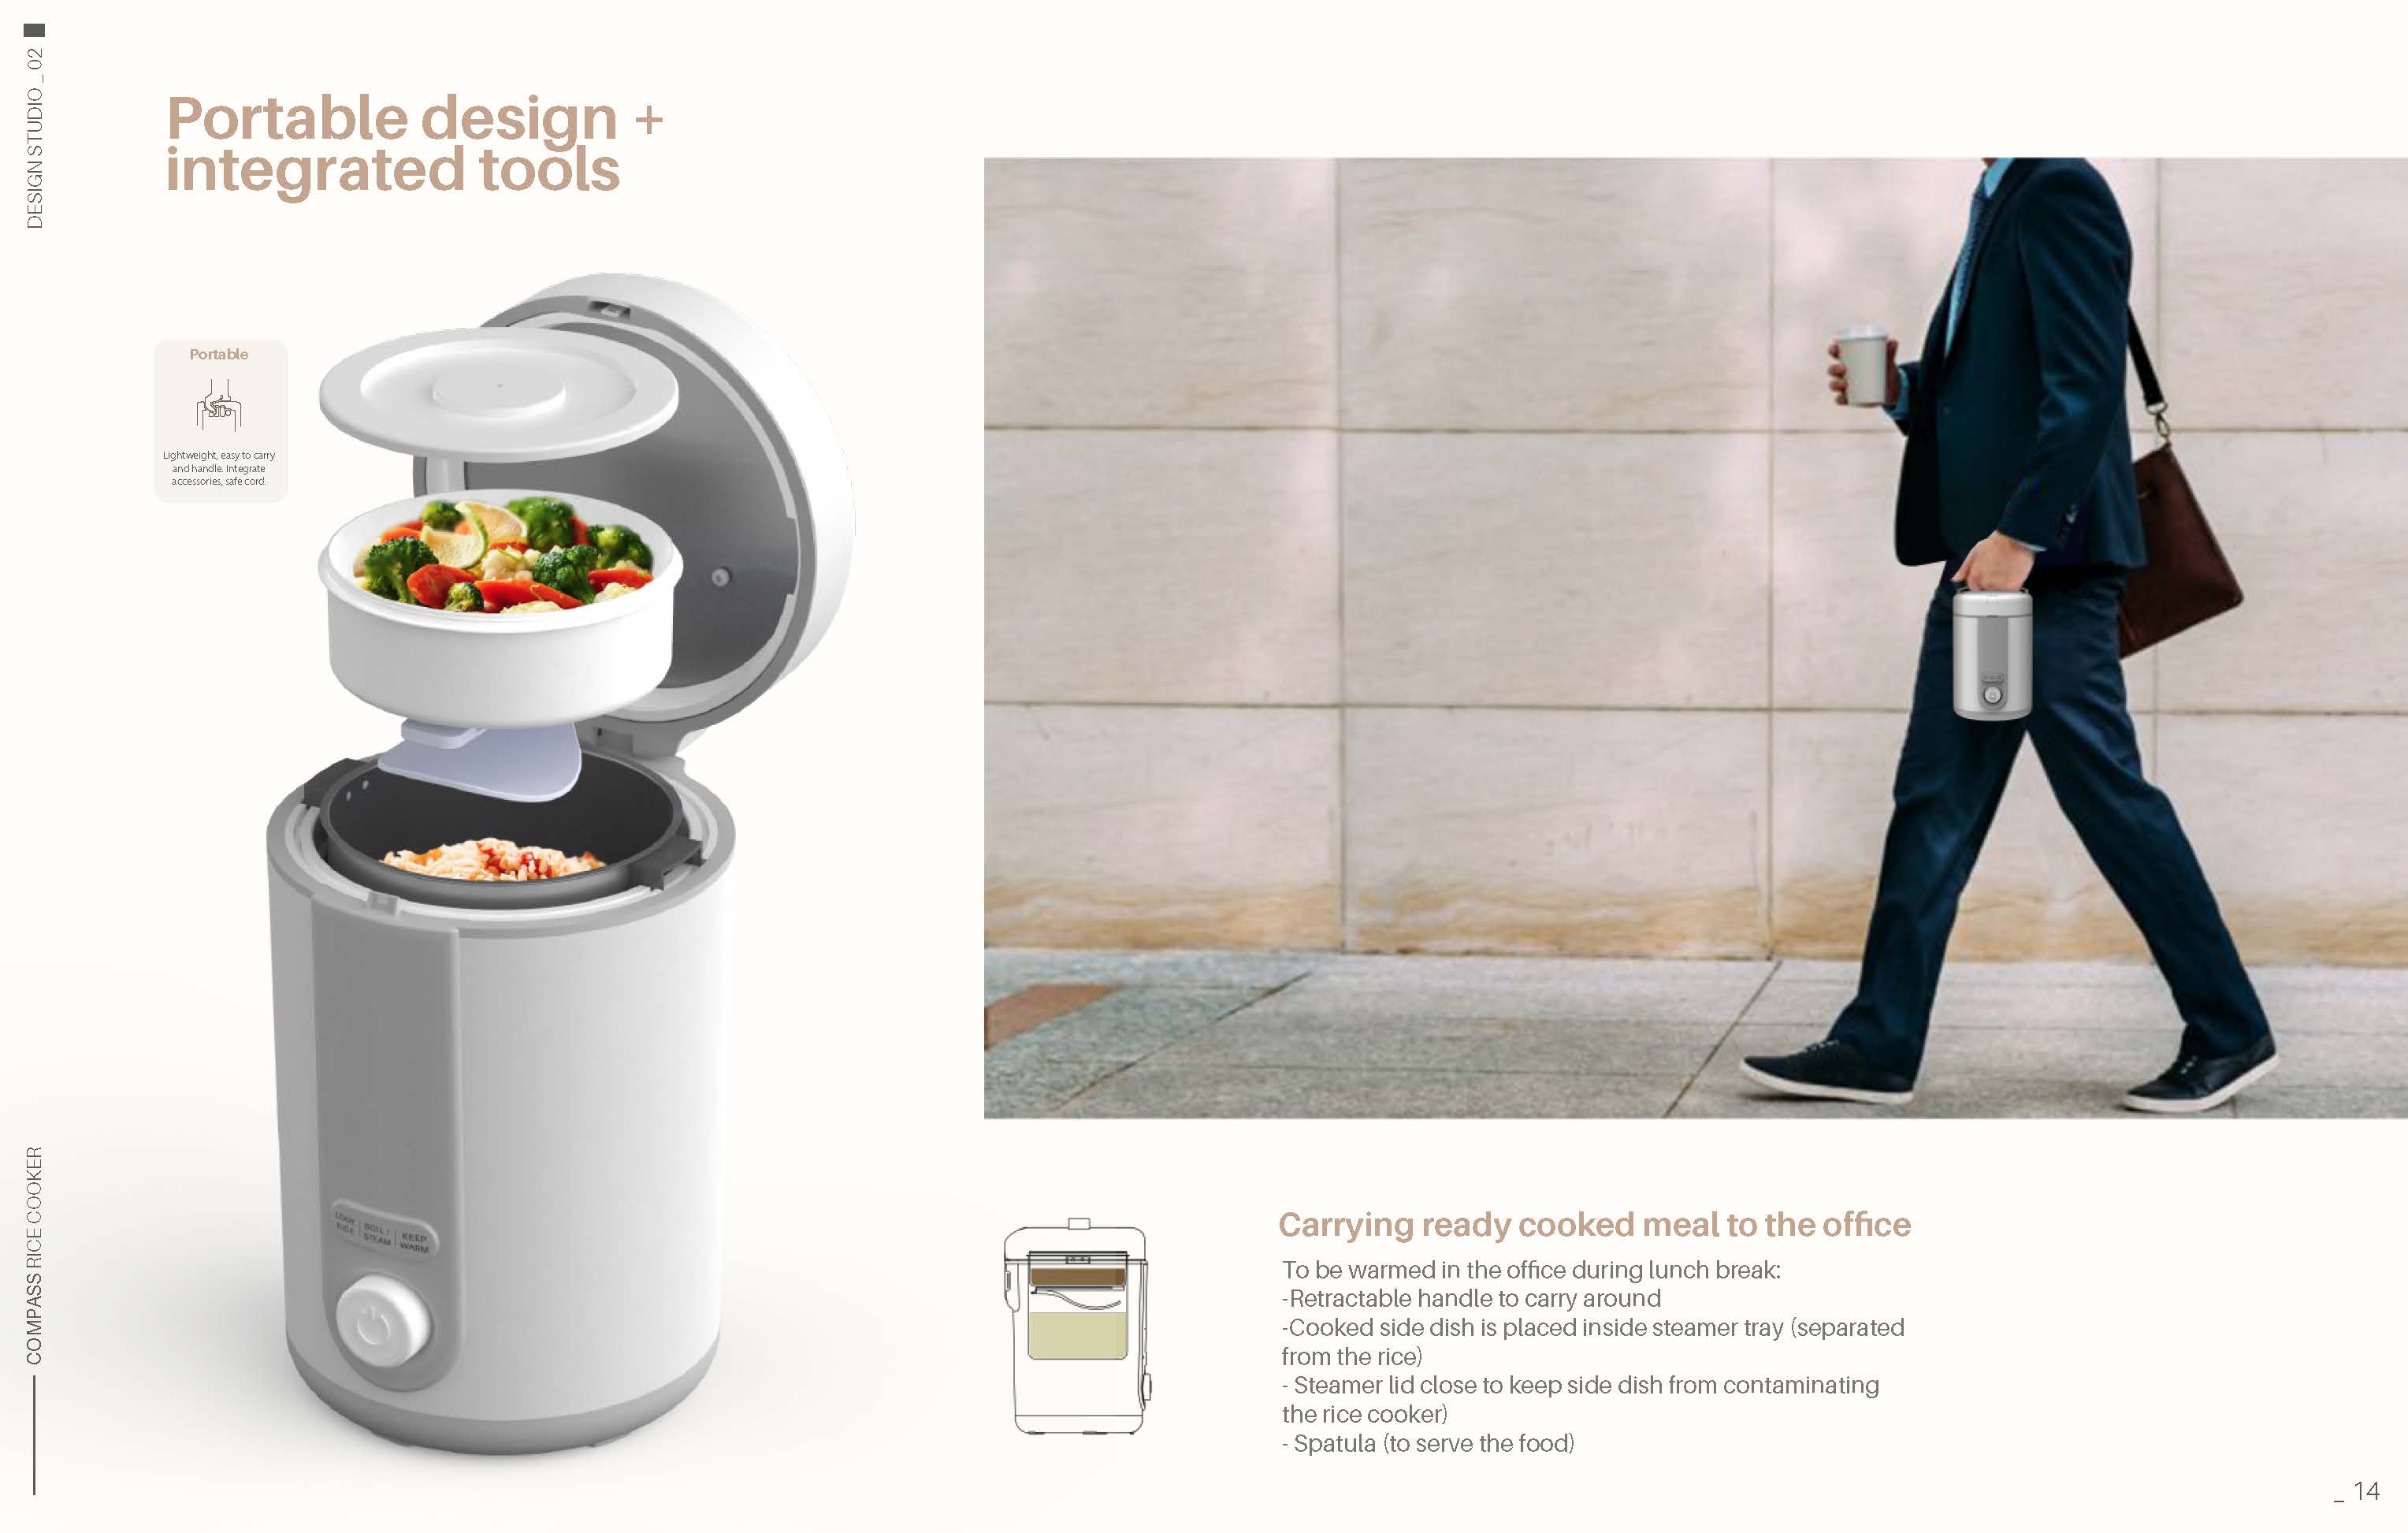 DESIGN STUDIO _ 02
Portable design +
integrated tools
Portable
Lightweight, easy to carry
and handle. Integrate
accessories, safe cord.
COOK RICE | BOIL / STEAM | KEEP WARM
COMPASS RICE COOKER
Carrying ready cooked meal to the office
To be warmed in the office during lunch break:
-Retractable handle to carry around
-Cooked side dish is placed inside steamer tray (separated
from the rice)
- Steamer lid close to keep side dish from contaminating
the rice cooker)
- Spatula (to serve the food)
_ 14